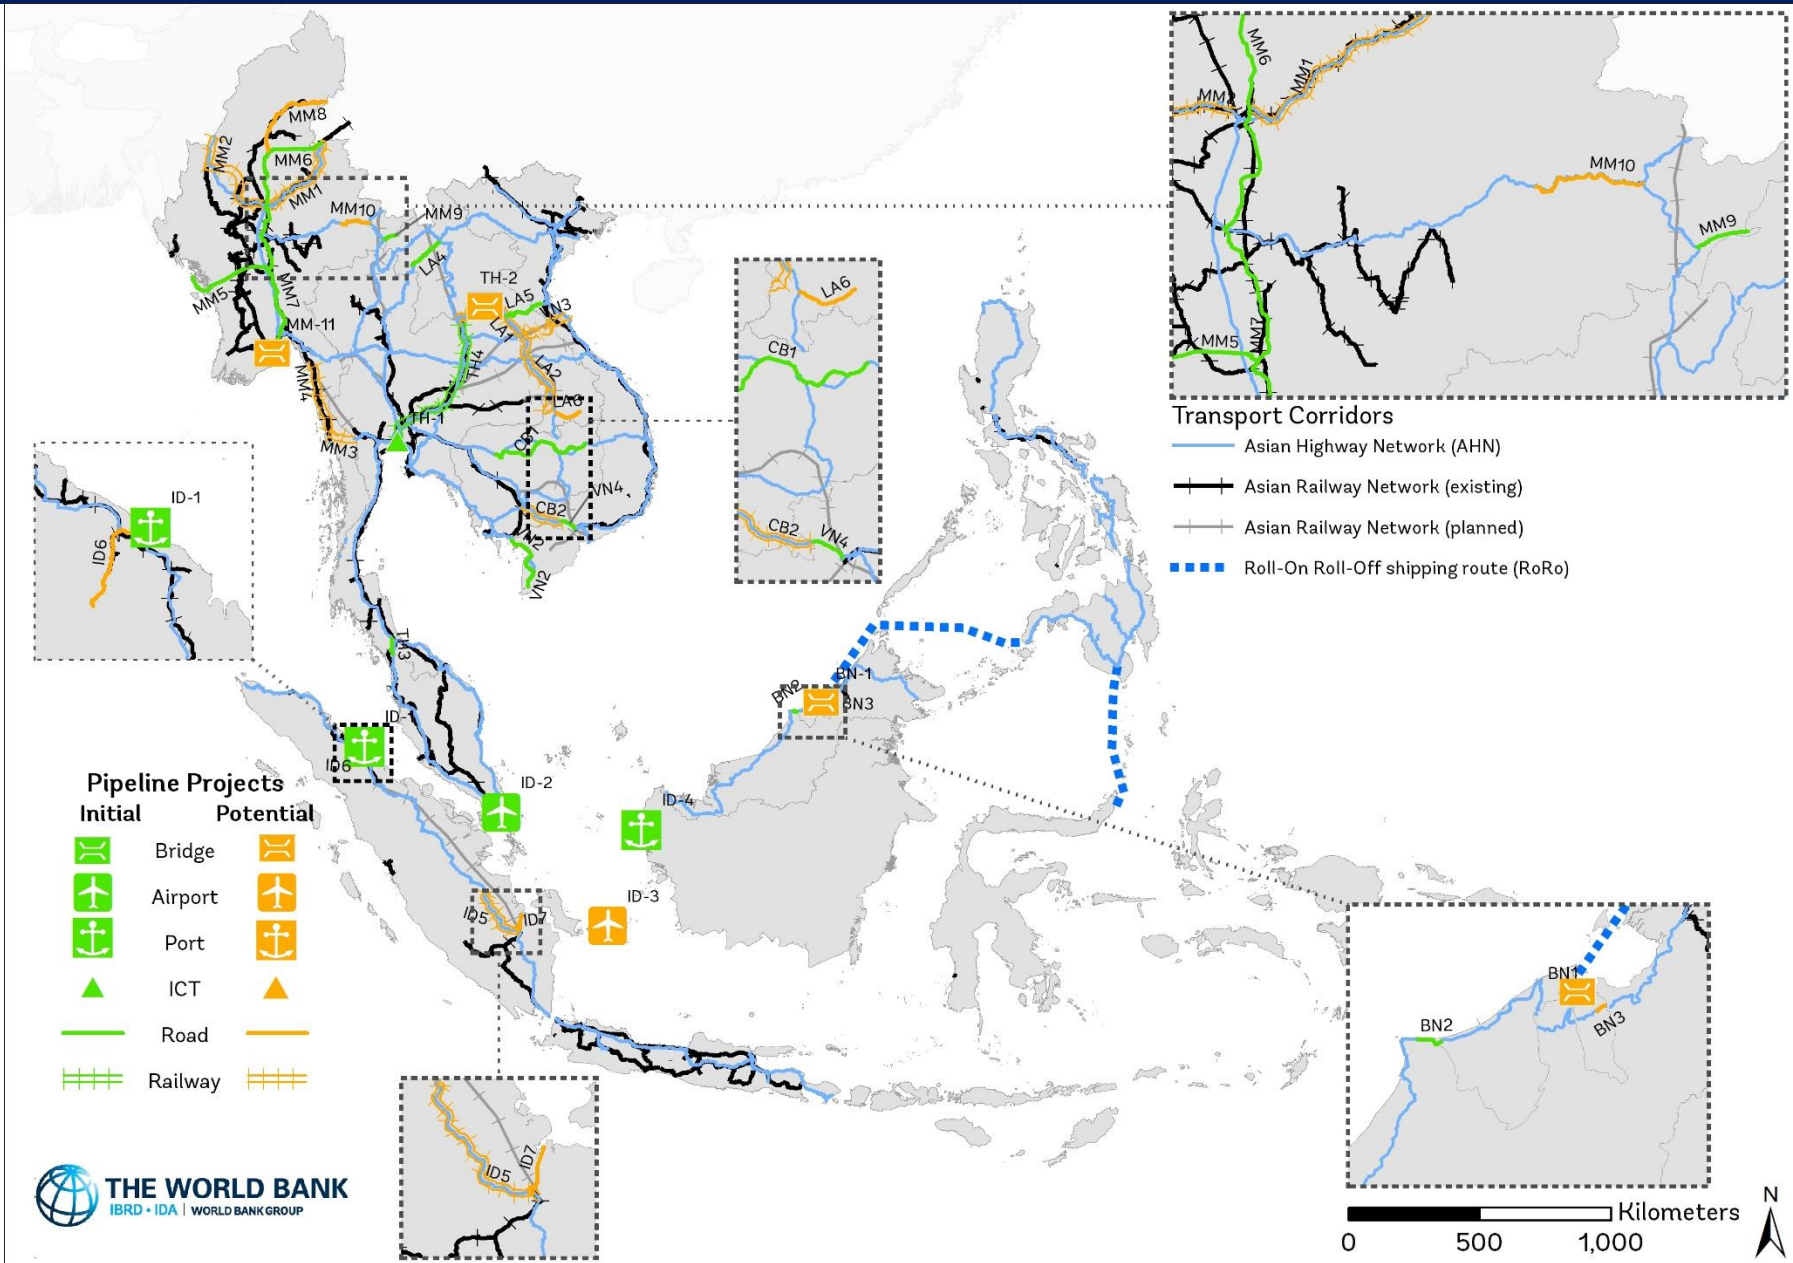 MM8
MM2
MM6
MM1
MM10
MM9
LA4
MM5
MM7
TH-2
LA5
VN3
LA1
MM-11
TH4
LA2
MM4
LA6
TH-1
CB1
MM3
VN4
CB2
VN2
VN2
TH3
ID-1
ID6
ID-2
ID-4
ID-3
ID5
ID7
BN-1
BN2
BN3
ID-1
ID6
LA6
CB1
CB2
VN4
MM6
MM1
MM2
MM10
MM9
MM5
MM7
Transport Corridors
Asian Highway Network (AHN)
Asian Railway Network (existing)
Asian Railway Network (planned)
Roll-On Roll-Off shipping route (RoRo)
Pipeline Projects
Initial Potential
Bridge
Airport
Port
ICT
Road
Railway
ID5
ID7
BN1
BN2
BN3
THE WORLD BANK
IBRD • IDA | WORLD BANK GROUP
Kilometers
0 500 1,000
N